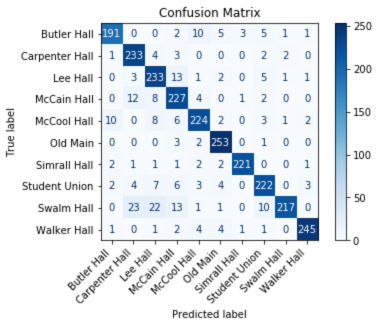 Confusion Matrix
Butler Hall 191 0 0 2 10 5 3 5 1 1
Carpenter Hall 1 233 4 3 0 0 0 2 2 0
Lee Hall 0 3 233 13 1 2 0 5 1 1
McCain Hall 0 12 8 227 4 0 1 2 0 0
McCool Hall 10 0 8 6 224 2 0 3 1 2
Old Main 0 0 0 3 2 253 0 1 0 0
Simrall Hall 2 1 1 1 2 2 221 0 0 1
Student Union 2 4 7 6 3 4 0 222 0 3
Swalm Hall 0 23 22 13 1 1 0 10 217 0
Walker Hall 1 0 1 2 4 4 1 1 0 245
Butler Hall
Carpenter Hall
Lee Hall
McCain Hall
McCool Hall
Old Main
Simrall Hall
Student Union
Swalm Hall
Walker Hall
True label
Predicted label
250
200
150
100
50
0